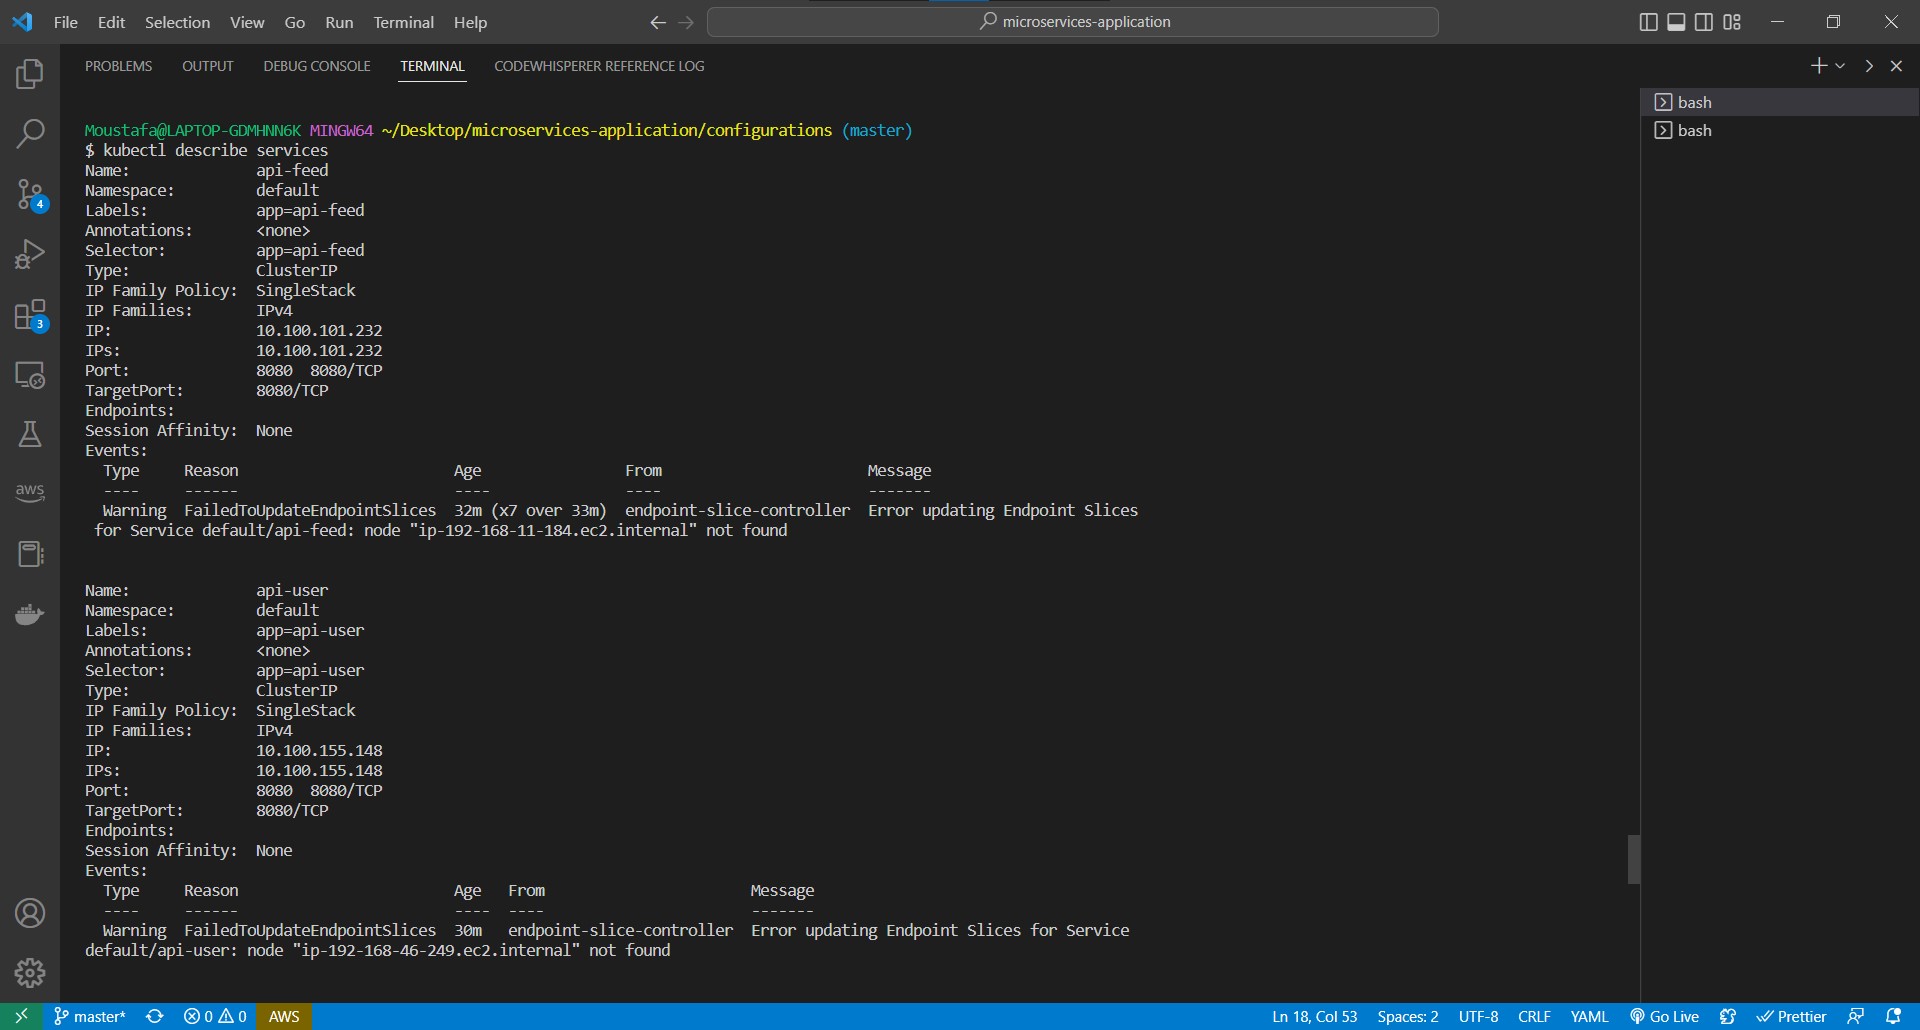 File Edit Selection View Go Run Terminal Help
microservices-application
PROBLEMS OUTPUT DEBUG CONSOLE TERMINAL CODEWHISPERER REFERENCE LOG
bash
bash
Moustafa@LAPTOP-GDMHNN6K MINGW64 ~/Desktop/microservices-application/configurations (master)
$ kubectl describe services
Name: api-feed
Namespace: default
Labels: app=api-feed
Annotations: <none>
Selector: app=api-feed
Type: ClusterIP
IP Family Policy: SingleStack
IP Families: IPv4
IP: 10.100.101.232
IPs: 10.100.101.232
Port: 8080 8080/TCP
TargetPort: 8080/TCP
Endpoints:
Session Affinity: None
Events:
Type Reason Age From Message
---- ------ ---- ---- -------
Warning FailedToUpdateEndpointSlices 32m (x7 over 33m) endpoint-slice-controller Error updating Endpoint Slices
for Service default/api-feed: node "ip-192-168-11-184.ec2.internal" not found
Name: api-user
Namespace: default
Labels: app=api-user
Annotations: <none>
Selector: app=api-user
Type: ClusterIP
IP Family Policy: SingleStack
IP Families: IPv4
IP: 10.100.155.148
IPs: 10.100.155.148
Port: 8080 8080/TCP
TargetPort: 8080/TCP
Endpoints:
Session Affinity: None
Events:
Type Reason Age From Message
---- ------ ---- ---- -------
Warning FailedToUpdateEndpointSlices 30m endpoint-slice-controller Error updating Endpoint Slices for Service
default/api-user: node "ip-192-168-46-249.ec2.internal" not found
4
3
aws
master* 0 0 AWS Ln 18, Col 53 Spaces: 2 UTF-8 CRLF YAML Go Live Prettier